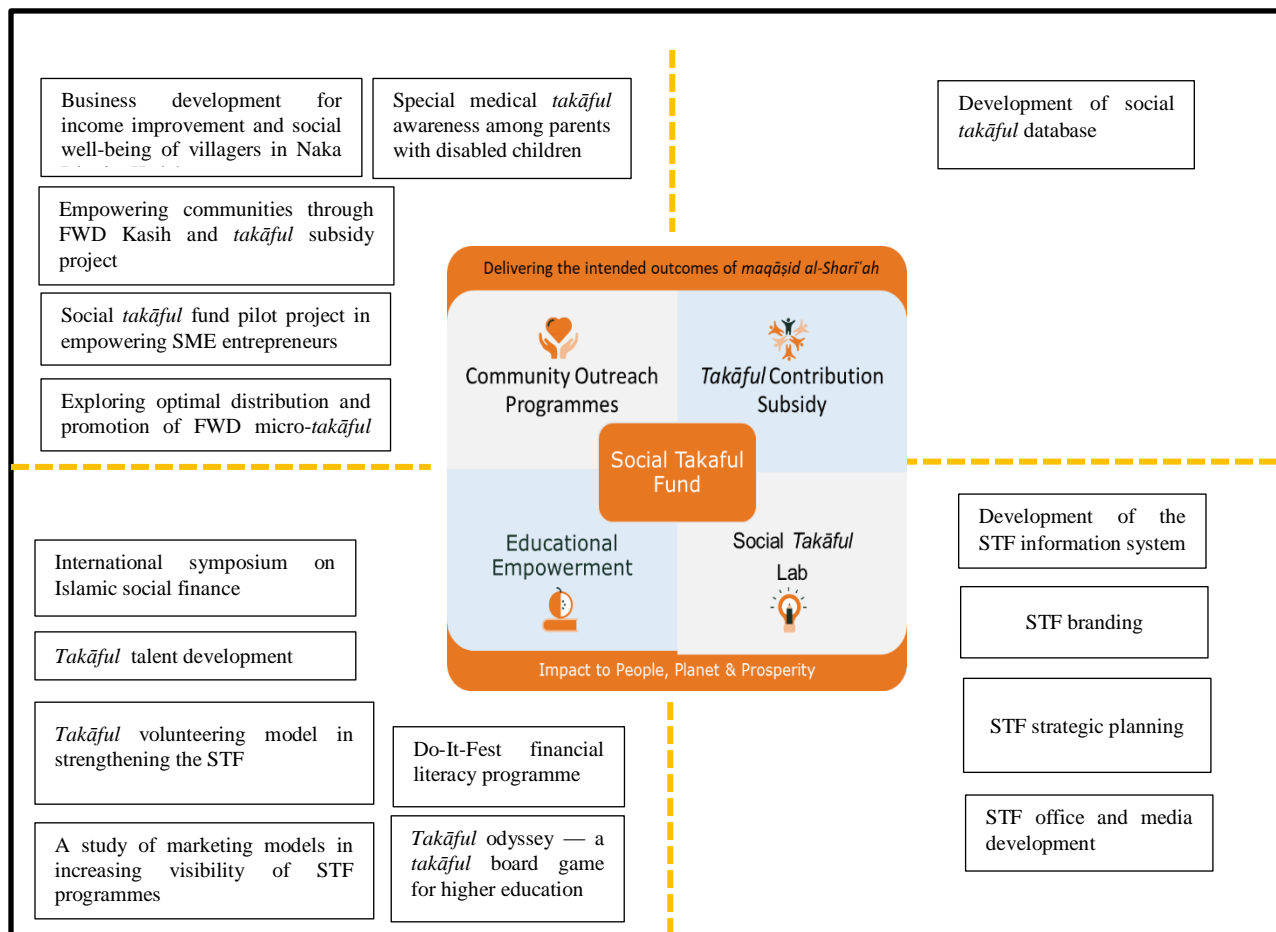 Business development for
income improvement and social
well-being of villagers in Naka
Special medical takāful
awareness among parents
with disabled children
Development of social
takāful database
Empowering communities through
FWD Kasih and takāful subsidy
project
Social takāful fund pilot project in
empowering SME entrepreneurs
Exploring optimal distribution and
promotion of FWD micro-takāful
Delivering the intended outcomes of maqāṣid al-Sharīʿah
Community Outreach
Programmes
Takāful Contribution
Subsidy
Social Takaful
Fund
Educational
Empowerment
Social Takāful
Lab
Impact to People, Planet & Prosperity
International symposium on
Islamic social finance
Takāful talent development
Takāful volunteering model in
strengthening the STF
A study of marketing models in
increasing visibility of STF
programmes
Do-It-Fest financial
literacy programme
Takāful odyssey — a
takāful board game
for higher education
Development of the
STF information system
STF branding
STF strategic planning
STF office and media
development